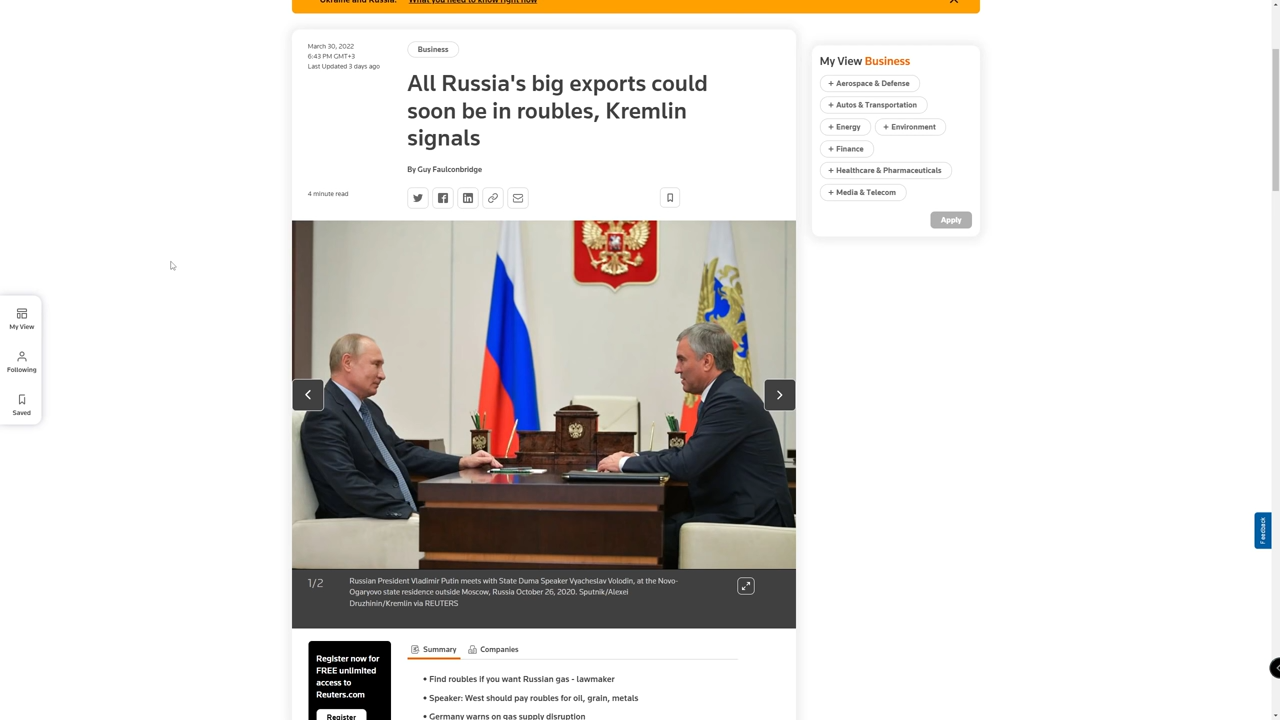 Ukraine and Russia: What you need to know right now
March 30, 2022
6:43 PM GMT+3
Last Updated 3 days ago
Business
All Russia's big exports could
soon be in roubles, Kremlin
signals
By Guy Faulconbridge
4 minute read
My View Business
+ Aerospace & Defense
+ Autos & Transportation
+ Energy + Environment
+ Finance
+ Healthcare & Pharmaceuticals
+ Media & Telecom
Apply
My View
Following
Saved
Feedback
1/2
Russian President Vladimir Putin meets with State Duma Speaker Vyacheslav Volodin, at the Novo-
Ogaryovo state residence outside Moscow, Russia October 26, 2020. Sputnik/Alexei
Druzhinin/Kremlin via REUTERS
Register now for
FREE unlimited
access to
Reuters.com
Register
Summary Companies
• Find roubles if you want Russian gas - lawmaker
• Speaker: West should pay roubles for oil, grain, metals
• Germany warns on gas supply disruption